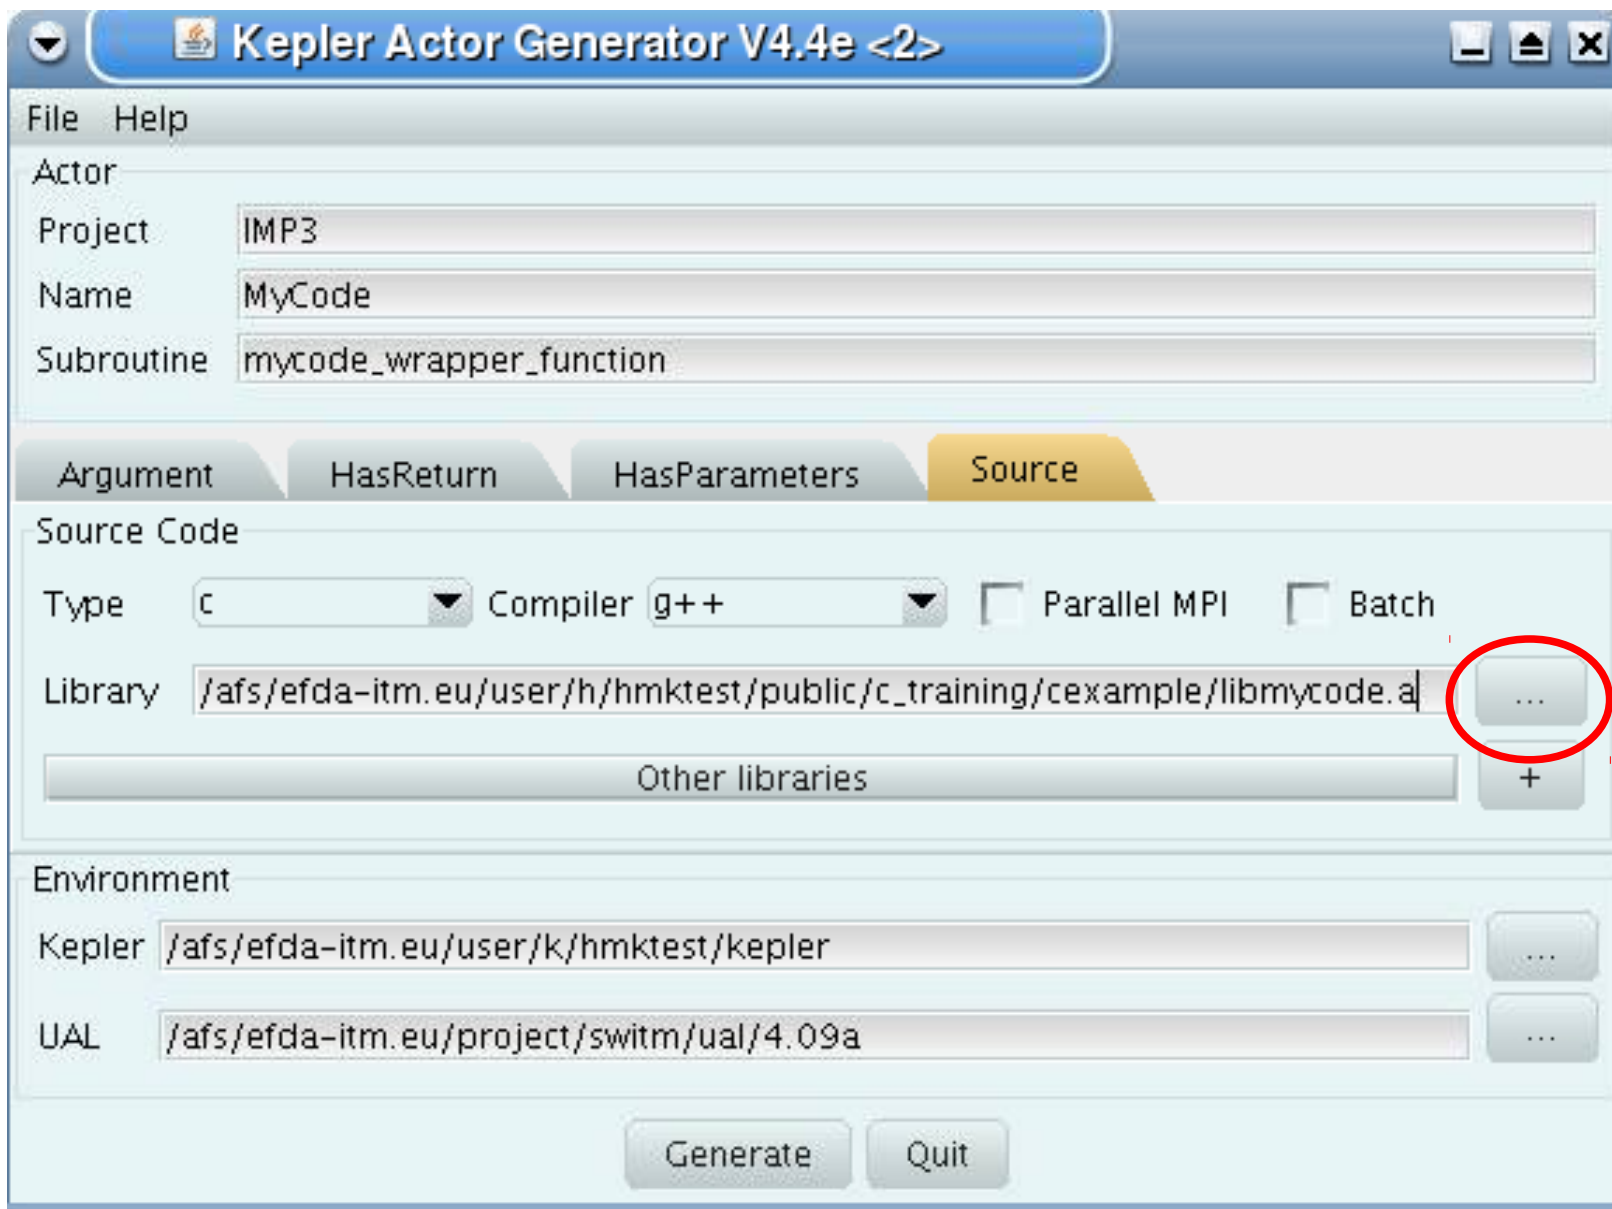 Kepler Actor Generator V4.4e <2>
File Help
Actor
Project IMP3
Name MyCode
Subroutine mycode_wrapper_function
Argument HasReturn HasParameters Source
Source Code
Type c Compiler g++ Parallel MPI Batch
Library /afs/efda-itm.eu/user/h/hmktest/public/c_training/cexample/libmycode.a ...
Other libraries +
Environment
Kepler /afs/efda-itm.eu/user/k/hmktest/kepler ...
UAL /afs/efda-itm.eu/project/switm/ual/4.09a ...
Generate Quit